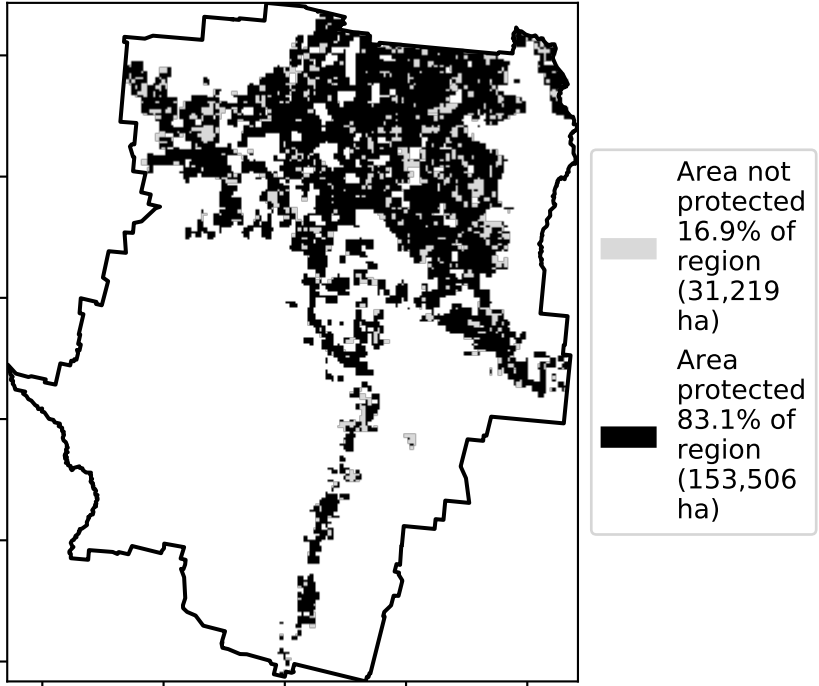 Area not
protected
16.9% of
region
(31,219
ha)
Area
protected
83.1% of
region
(153,506
ha)